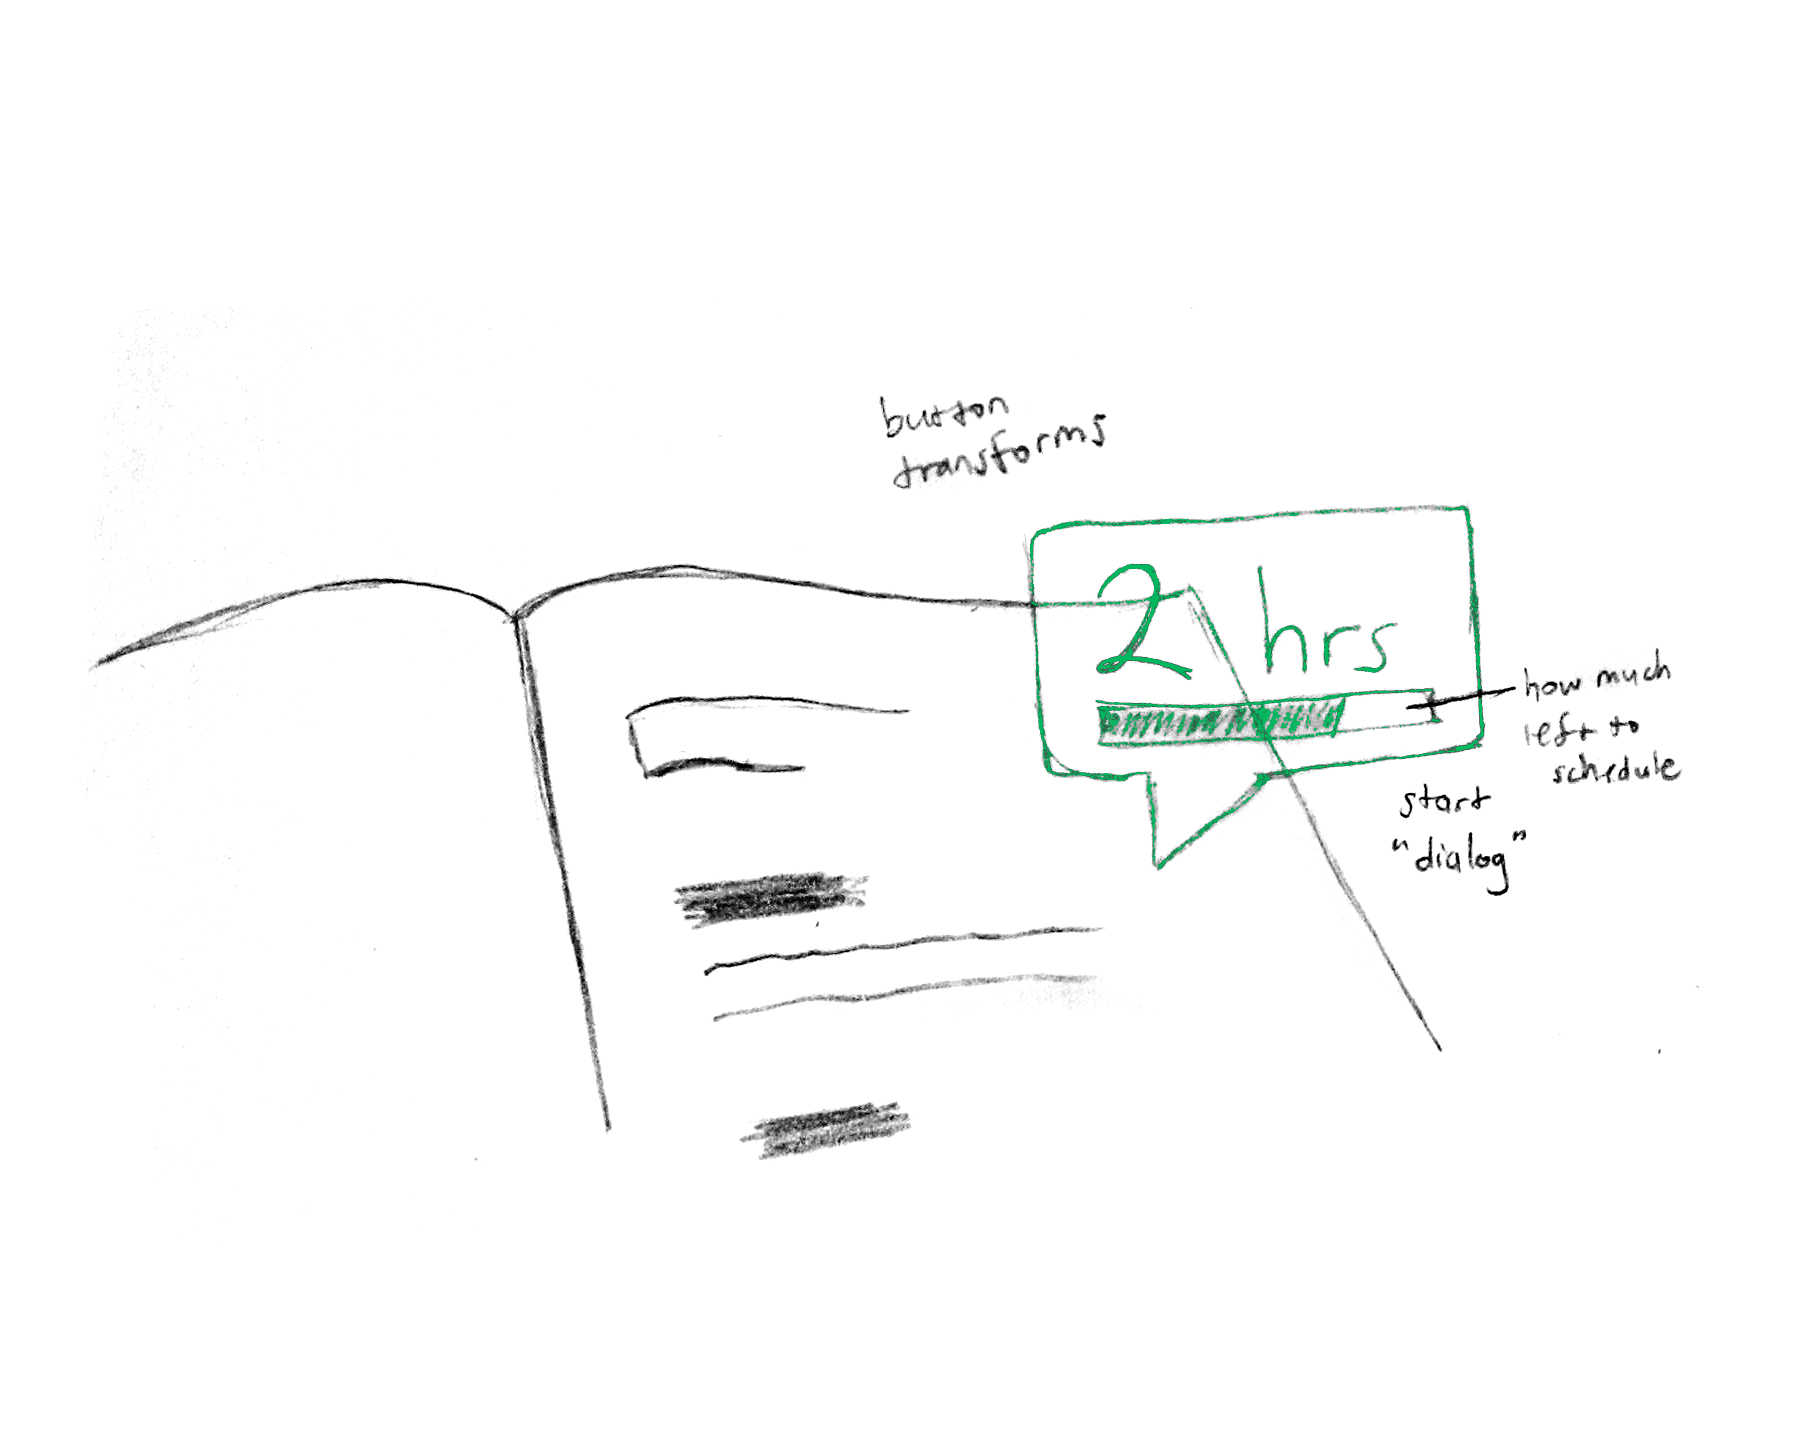 button
transforms
2 hrs
how much
left to
schedule
start
"dialog"